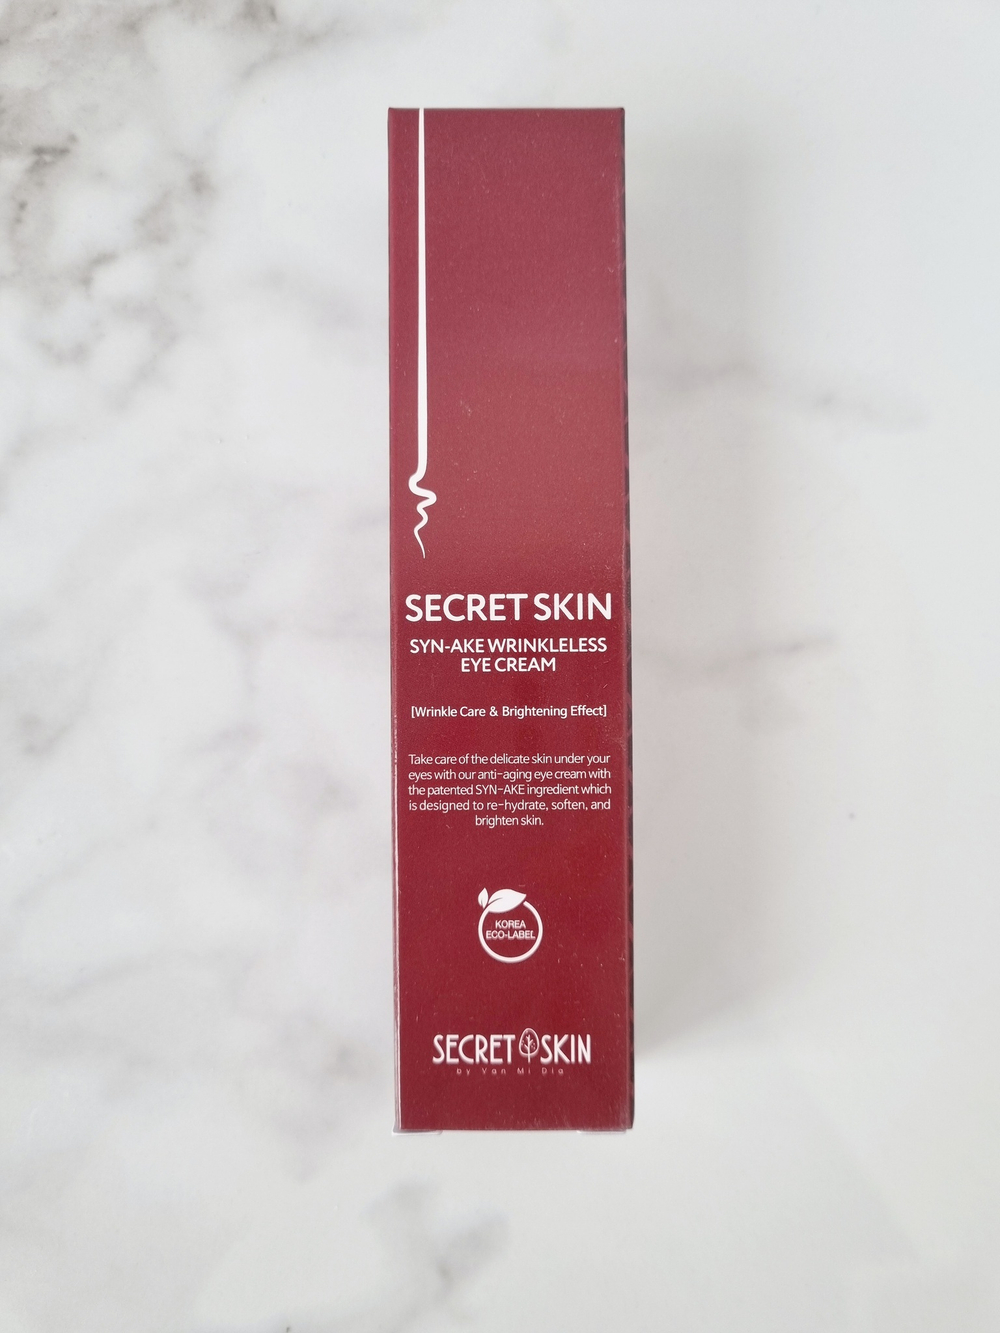 SECRET SKIN
SYN-AKE WRINKLELESS
EYE CREAM
[Wrinkle Care & Brightening Effect]
Take care of the delicate skin under your
eyes with our anti-aging eye cream with
the patented SYN-AKE ingredient which
is designed to re-hydrate, soften, and
brighten skin.
KOREA
ECO-LABEL
SECRET SKIN
by Van Mi Dia